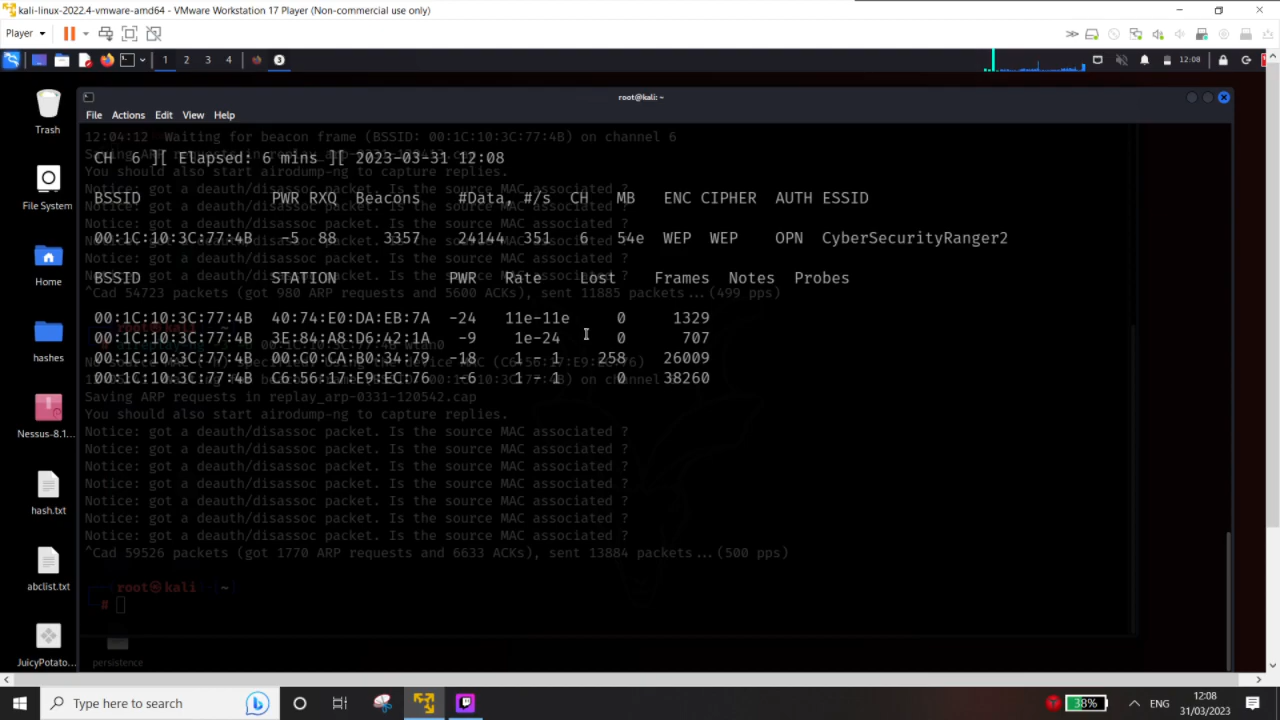 kali-linux-2022.4-vmware-amd64 - VMware Workstation 17 Player (Non-commercial use only)
Player
1 2 3 4 3 12:08
root@kali: ~
File Actions Edit View Help
12:04:12 Waiting for beacon frame (BSSID: 00:1C:10:3C:77:4B) on channel 6
CH 6 ][ Elapsed: 6 mins ][ 2023-03-31 12:08
You should also start airodump-ng to capture replies.
Notice: got a deauth/disassoc packet. Is the source MAC associated ?
BSSID PWR RXQ Beacons #Data, #/s CH MB ENC CIPHER AUTH ESSID
Notice: got a deauth/disassoc packet. Is the source MAC associated ?
00:1C:10:3C:77:4B -5 88 3357 24144 351 6 54e WEP WEP OPN CyberSecurityRanger2
Notice: got a deauth/disassoc packet. Is the source MAC associated ?
BSSID STATION PWR Rate Lost Frames Notes Probes
^Cad 54723 packets (got 980 ARP requests and 5600 ACKs), sent 11885 packets...(499 pps)
00:1C:10:3C:77:4B 40:74:E0:DA:EB:7A -24 11e-11e 0 1329
00:1C:10:3C:77:4B 3E:84:A8:D6:42:1A -9 1e-24 0 707
00:1C:10:3C:77:4B 00:C0:CA:B0:34:79 -18 1 - 1 258 26009
00:1C:10:3C:77:4B C6:56:17:E9:EC:76 -6 1 - 1 0 38260
Saving ARP requests in replay_arp-0331-120542.cap
You should also start airodump-ng to capture replies.
Notice: got a deauth/disassoc packet. Is the source MAC associated ?
Notice: got a deauth/disassoc packet. Is the source MAC associated ?
Notice: got a deauth/disassoc packet. Is the source MAC associated ?
Notice: got a deauth/disassoc packet. Is the source MAC associated ?
Notice: got a deauth/disassoc packet. Is the source MAC associated ?
Notice: got a deauth/disassoc packet. Is the source MAC associated ?
Notice: got a deauth/disassoc packet. Is the source MAC associated ?
^Cad 59526 packets (got 1770 ARP requests and 6633 ACKs), sent 13884 packets...(500 pps)
root@kali ~
#
Trash
File System
Home
hashes
Nessus-8.1...
hash.txt
abclist.txt
JuicyPotato...
persistence
Type here to search
38%
ENG
12:08
31/03/2023